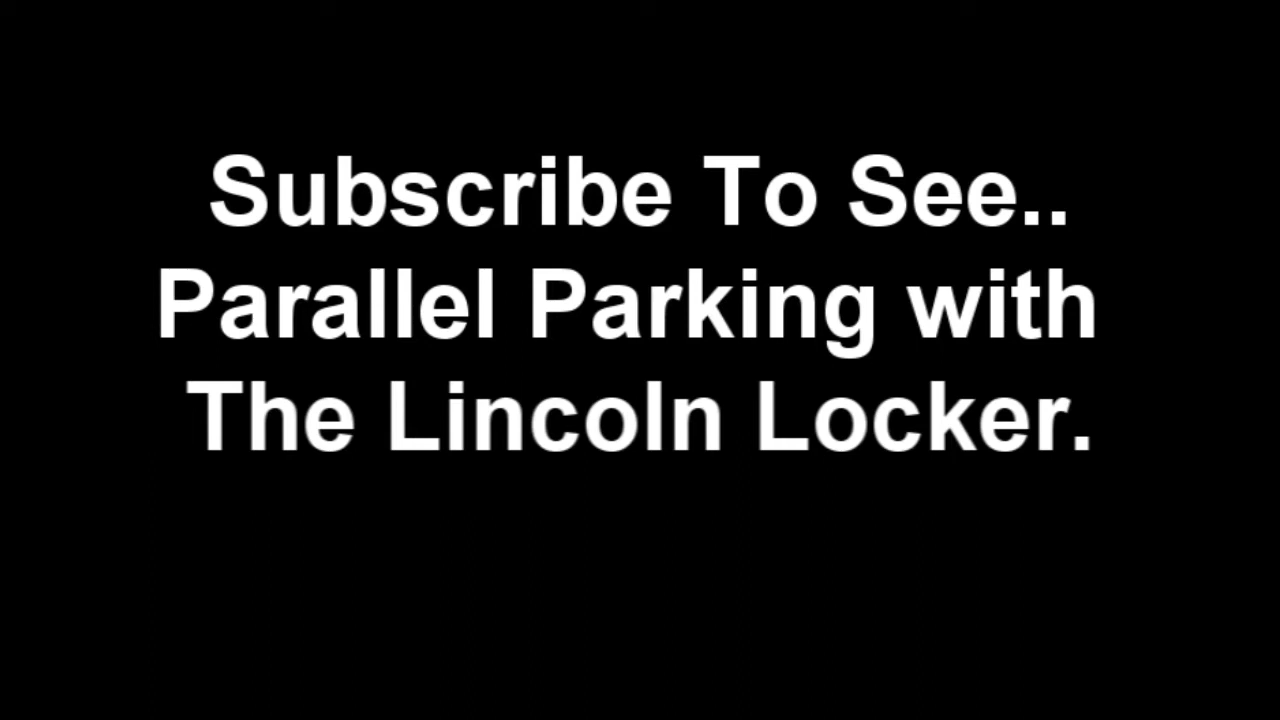 Subscribe To See..
Parallel Parking with
The Lincoln Locker.